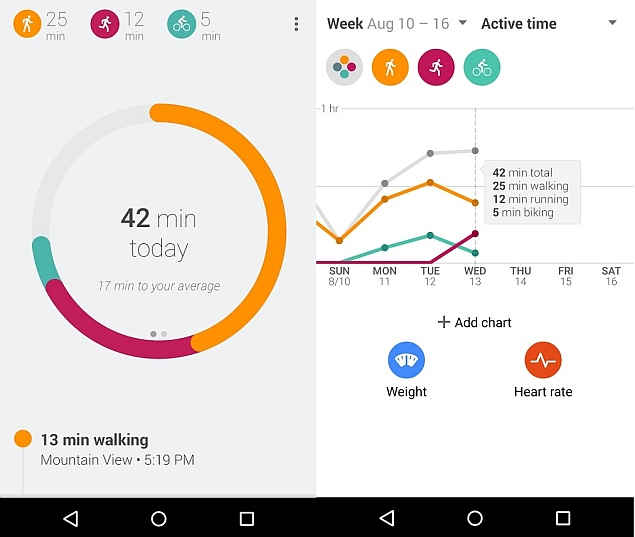 25 min
12 min
5 min
42 min
today
17 min to your average
13 min walking
Mountain View • 5:19 PM
Week Aug 10 – 16
Active time
1 hr
42 min total
25 min walking
12 min running
5 min biking
SUN MON TUE WED THU FRI SAT
8/10 11 12 13 14 15 16
+ Add chart
Weight
Heart rate